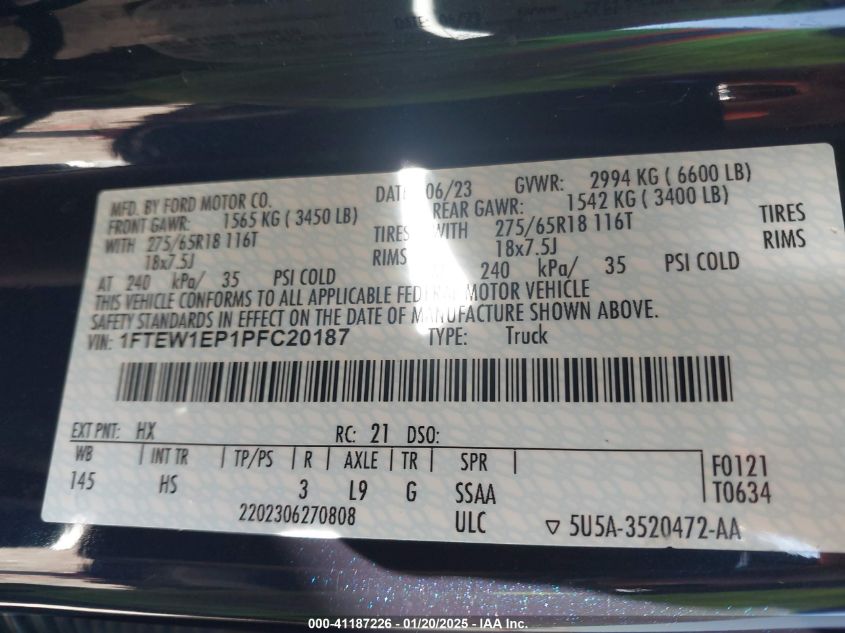 MFD. BY FORD MOTOR CO. DATE: 06/23 GVWR: 2994 KG ( 6600 LB)
FRONT GAWR: 1565 KG ( 3450 LB) REAR GAWR: 1542 KG ( 3400 LB)
WITH 275/65R18 116T TIRES WITH 275/65R18 116T TIRES
18x7.5J RIMS 18x7.5J RIMS
AT 240 kPa/ 35 PSI COLD 240 kPa/ 35 PSI COLD
THIS VEHICLE CONFORMS TO ALL APPLICABLE FEDERAL MOTOR VEHICLE
SAFETY STANDARDS IN EFFECT ON THE DATE OF MANUFACTURE SHOWN ABOVE.
VIN: 1FTEW1EP1PFC20187 TYPE: Truck
EXT PNT: HX RC: 21 DSO:
WB INT TR TP/PS R AXLE TR SPR F0121
145 HS 3 L9 G SSAA T0634
2202306270808 ULC ▽ 5U5A-3520472-AA
000-41187226 — 01/20/2025 — IAA Inc.